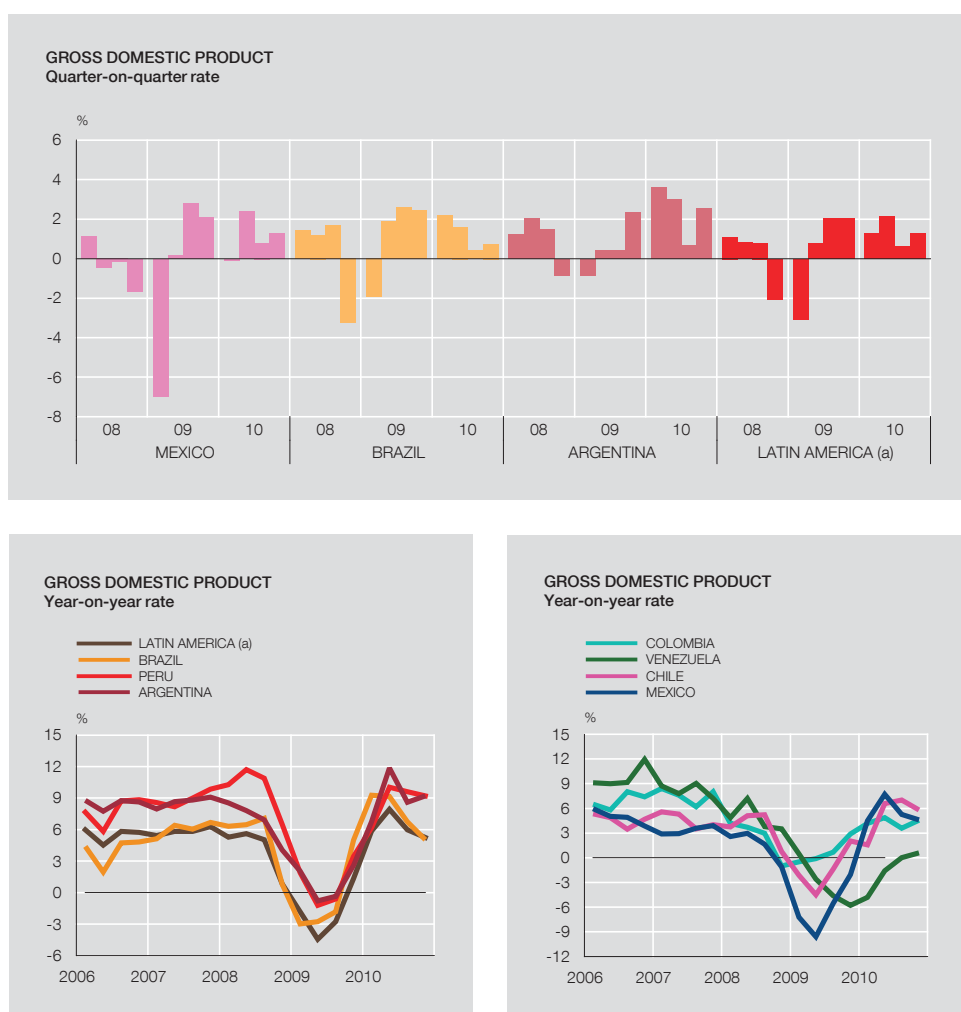 GROSS DOMESTIC PRODUCT
Quarter-on-quarter rate
%
6
4
2
0
-2
-4
-6
-8
08 09 10 08 09 10 08 09 10 08 09 10
MEXICO BRAZIL ARGENTINA LATIN AMERICA (a)
GROSS DOMESTIC PRODUCT
Year-on-year rate
LATIN AMERICA (a)
BRAZIL
PERU
ARGENTINA
%
15
12
9
6
3
0
-3
-6
2006 2007 2008 2009 2010
GROSS DOMESTIC PRODUCT
Year-on-year rate
COLOMBIA
VENEZUELA
CHILE
MEXICO
%
15
12
9
6
3
0
-3
-6
-9
-12
2006 2007 2008 2009 2010